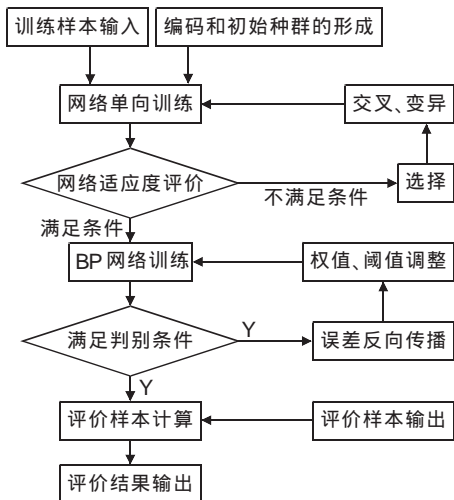 训练样本输入
编码和初始种群的形成
网络单向训练
交叉、变异
网络适应度评价
不满足条件
选择
满足条件
BP网络训练
权值、阈值调整
满足判别条件
Y
误差反向传播
Y
评价样本计算
评价样本输出
评价结果输出